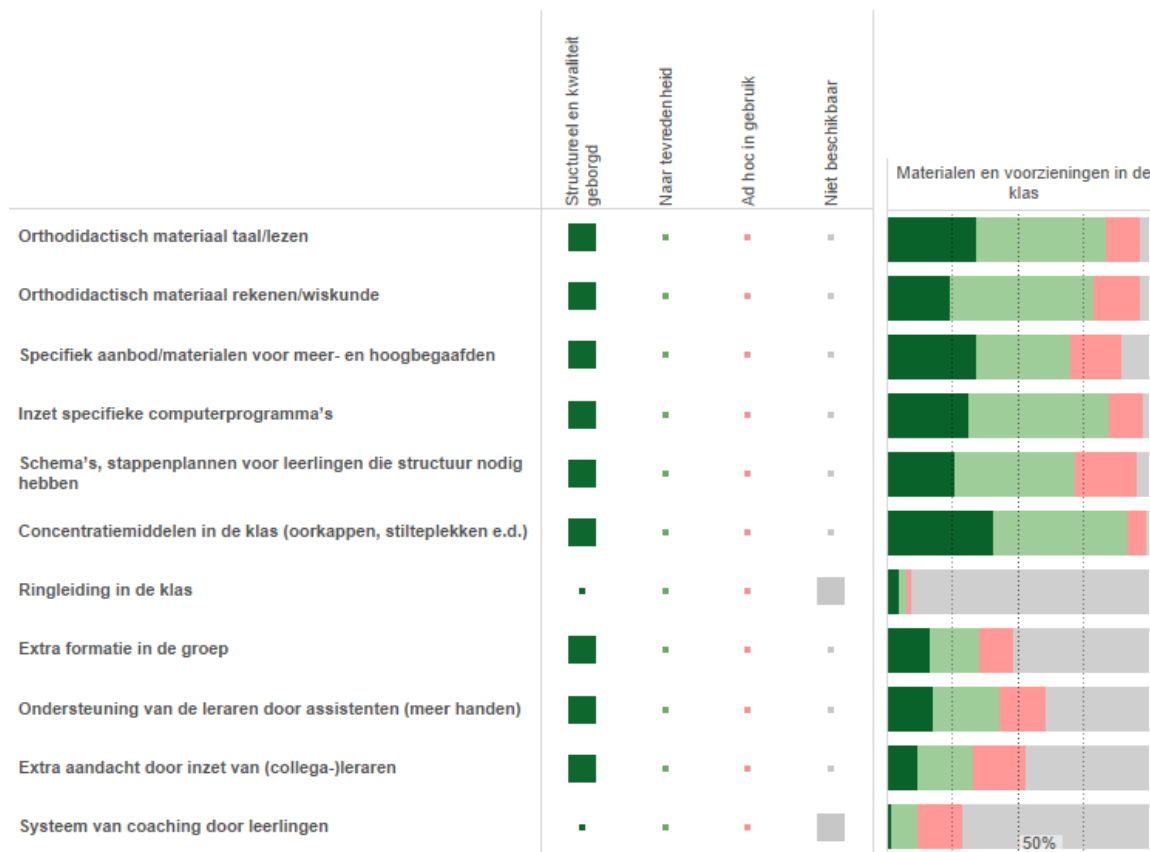 Structureel en kwaliteit
geborgd
Naar tevredenheid
Ad hoc in gebruik
Niet beschikbaar
Materialen en voorzieningen in de
klas
Orthodidactisch materiaal taal/lezen
Orthodidactisch materiaal rekenen/wiskunde
Specifiek aanbod/materialen voor meer- en hoogbegaafden
Inzet specifieke computerprogramma's
Schema's, stappenplannen voor leerlingen die structuur nodig
hebben
Concentratiemiddelen in de klas (oorkappen, stilteplekken e.d.)
Ringleiding in de klas
Extra formatie in de groep
Ondersteuning van de leraren door assistenten (meer handen)
Extra aandacht door inzet van (collega-)leraren
Systeem van coaching door leerlingen
50%